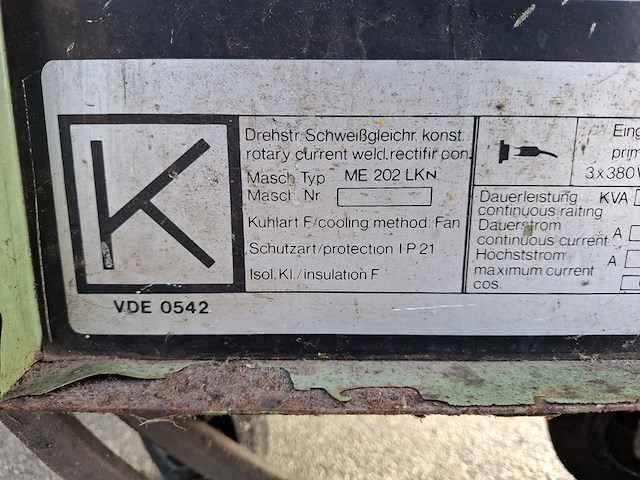 K
VDE 0542
Drehstr. Schweißgleichr. konst.
rotary current weld.rectifir con.
Masch. Typ ME 202 LKN
Masch Nr
Kühlart F/cooling method: Fan
Schutzart/protection IP 21
Isol. Kl./insulation F
Eing
prim
3x380V
Dauerleistung KVA
continuous raiting
Dauerstrom
continuous current A
Höchststrom
maximum current A
cos.